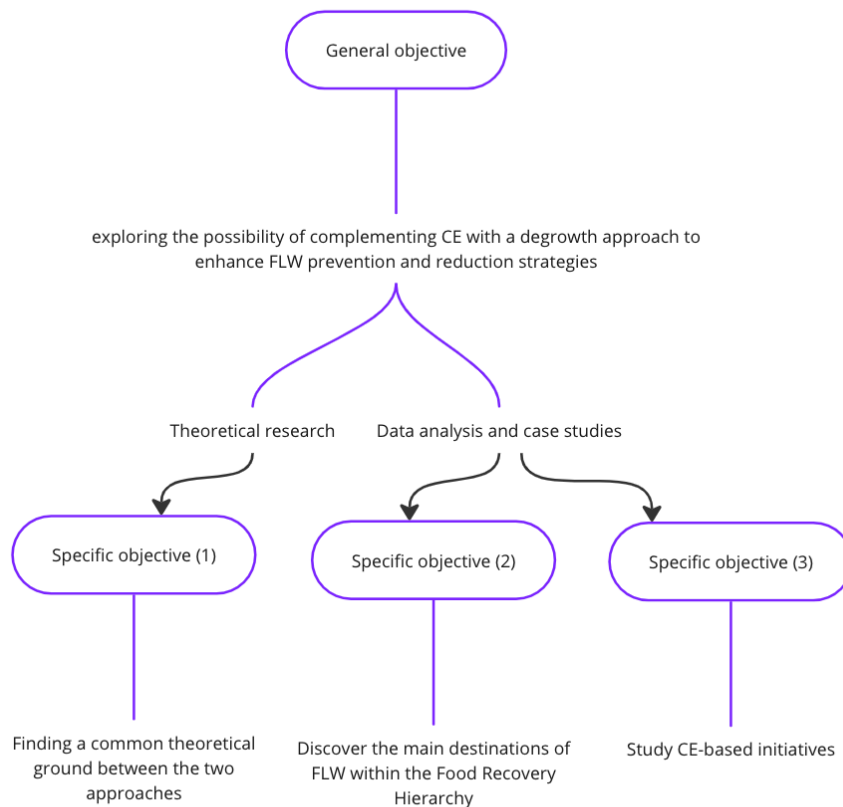 General objective
exploring the possibility of complementing CE with a degrowth approach to
enhance FLW prevention and reduction strategies
Theoretical research
Data analysis and case studies
Specific objective (1)
Specific objective (2)
Specific objective (3)
Finding a common theoretical
ground between the two
approaches
Discover the main destinations of
FLW within the Food Recovery
Hierarchy
Study CE-based initiatives